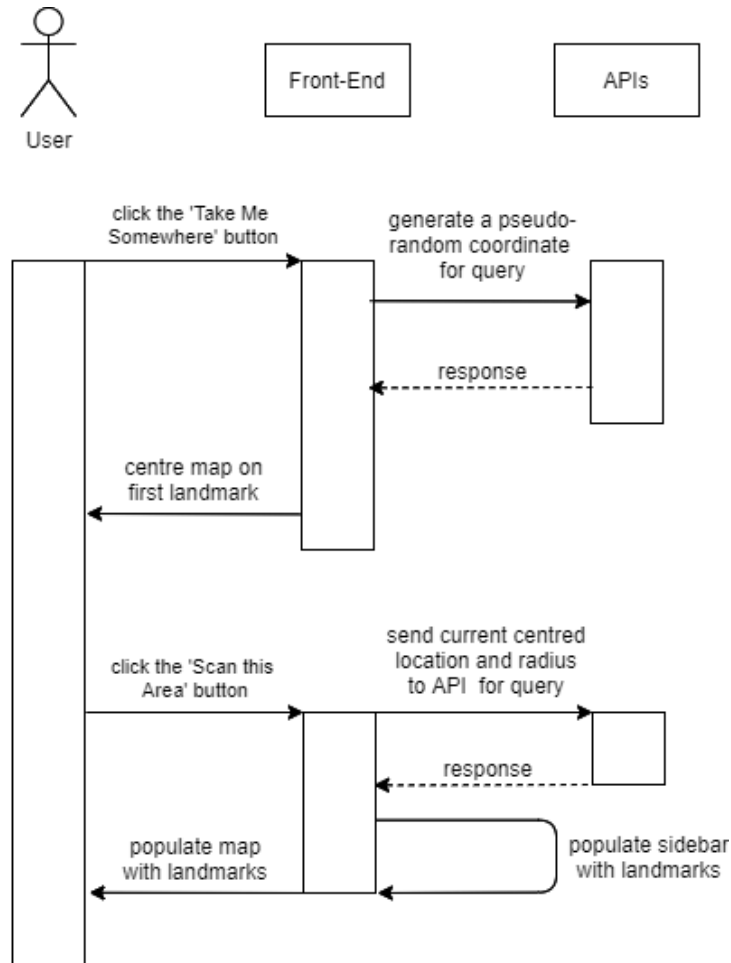 Front-End
APIs
User
click the 'Take Me
Somewhere' button
generate a pseudo-
random coordinate
for query
response
centre map on
first landmark
send current centred
location and radius
to API  for query
click the 'Scan this
Area' button
response
populate map
with landmarks
populate sidebar
with landmarks